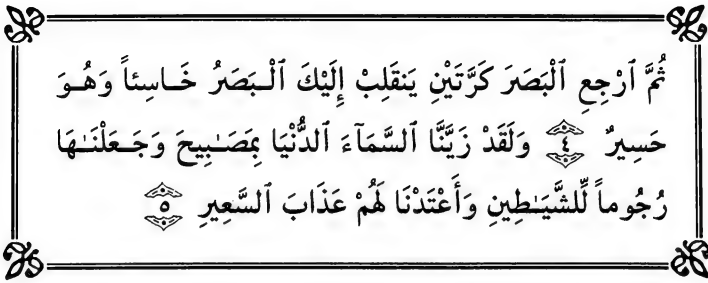 ثُمَّ ٱرْجِعِ ٱلْبَصَرَ كَرَّتَيْنِ يَنقَلِبْ إِلَيْكَ ٱلْبَصَرُ خَاسِئاً وَهُوَ
حَسِيرٌ ٤ وَلَقَدْ زَيَّنَّا ٱلسَّمَآءَ ٱلدُّنْيَا بِمَصَـٰبِيحَ وَجَعَلْنَـٰهَا
رُجُوماً لِّلشَّيَـٰطِينِ وَأَعْتَدْنَا لَهُمْ عَذَابَ ٱلسَّعِيرِ ٥